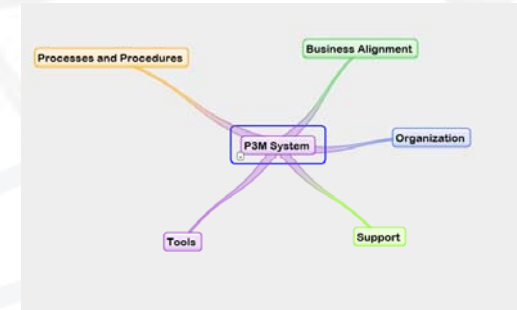 Processes and Procedures
Business Alignment
P3M System
Organization
Tools
Support